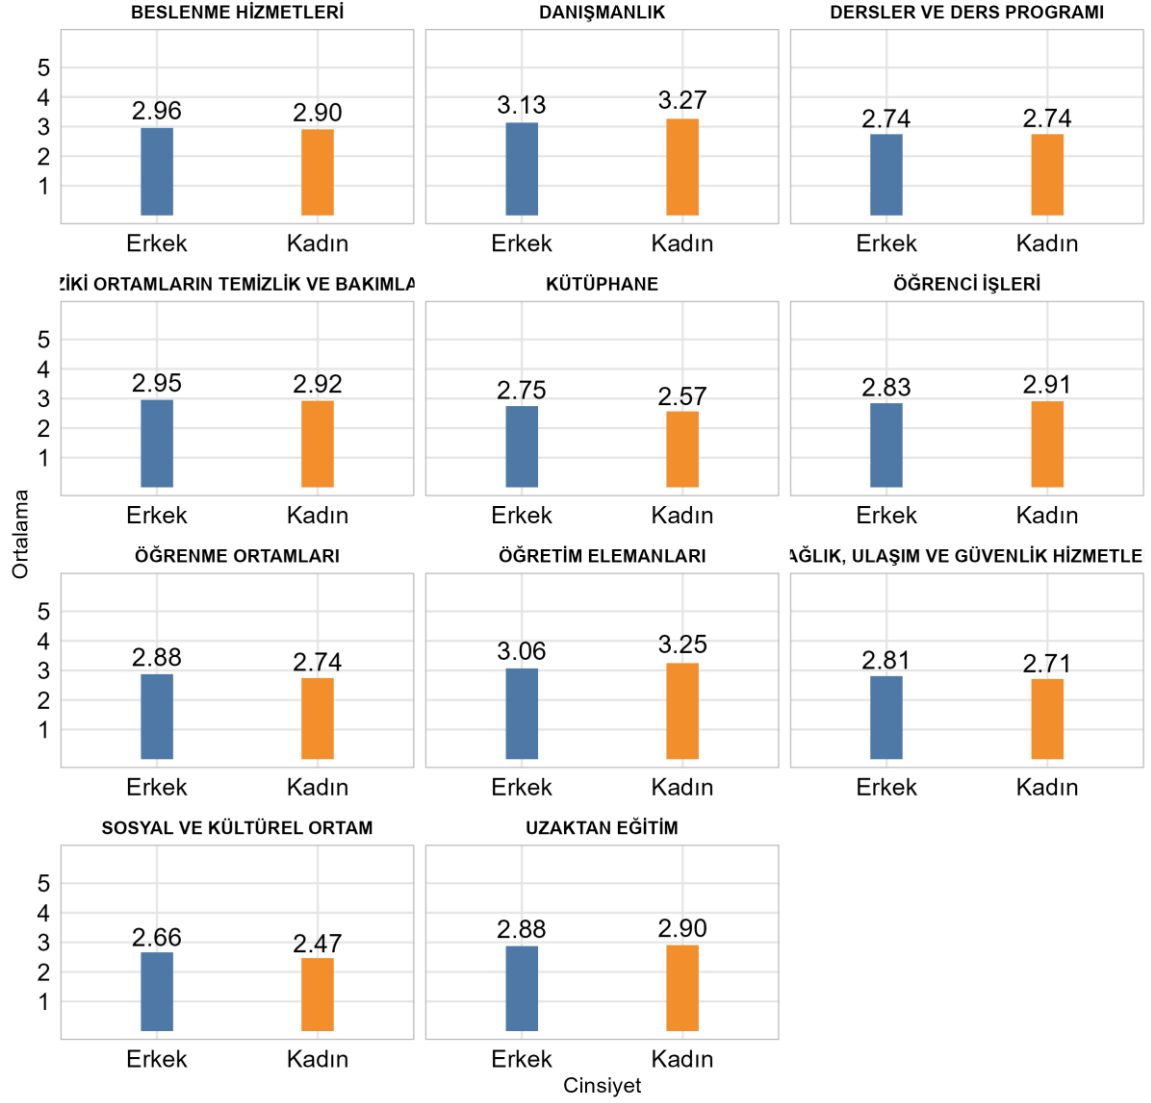 BESLENME HİZMETLERİ
DANIŞMANLIK
DERSLER VE DERS PROGRAMI
5
4
3
2
1
2.96
2.90
3.13
3.27
2.74
2.74
Erkek
Kadın
Erkek
Kadın
Erkek
Kadın
ZİKİ ORTAMLARIN TEMİZLİK VE BAKIMLA
KÜTÜPHANE
ÖĞRENCİ İŞLERİ
5
4
3
2
1
2.95
2.92
2.75
2.57
2.83
2.91
Erkek
Kadın
Erkek
Kadın
Erkek
Kadın
Ortalama
ÖĞRENME ORTAMLARI
ÖĞRETİM ELEMANLARI
AĞLIK, ULAŞIM VE GÜVENLİK HİZMETLE
5
4
3
2
1
2.88
2.74
3.06
3.25
2.81
2.71
Erkek
Kadın
Erkek
Kadın
Erkek
Kadın
SOSYAL VE KÜLTÜREL ORTAM
UZAKTAN EĞİTİM
5
4
3
2
1
2.66
2.47
2.88
2.90
Erkek
Kadın
Erkek
Kadın
Cinsiyet